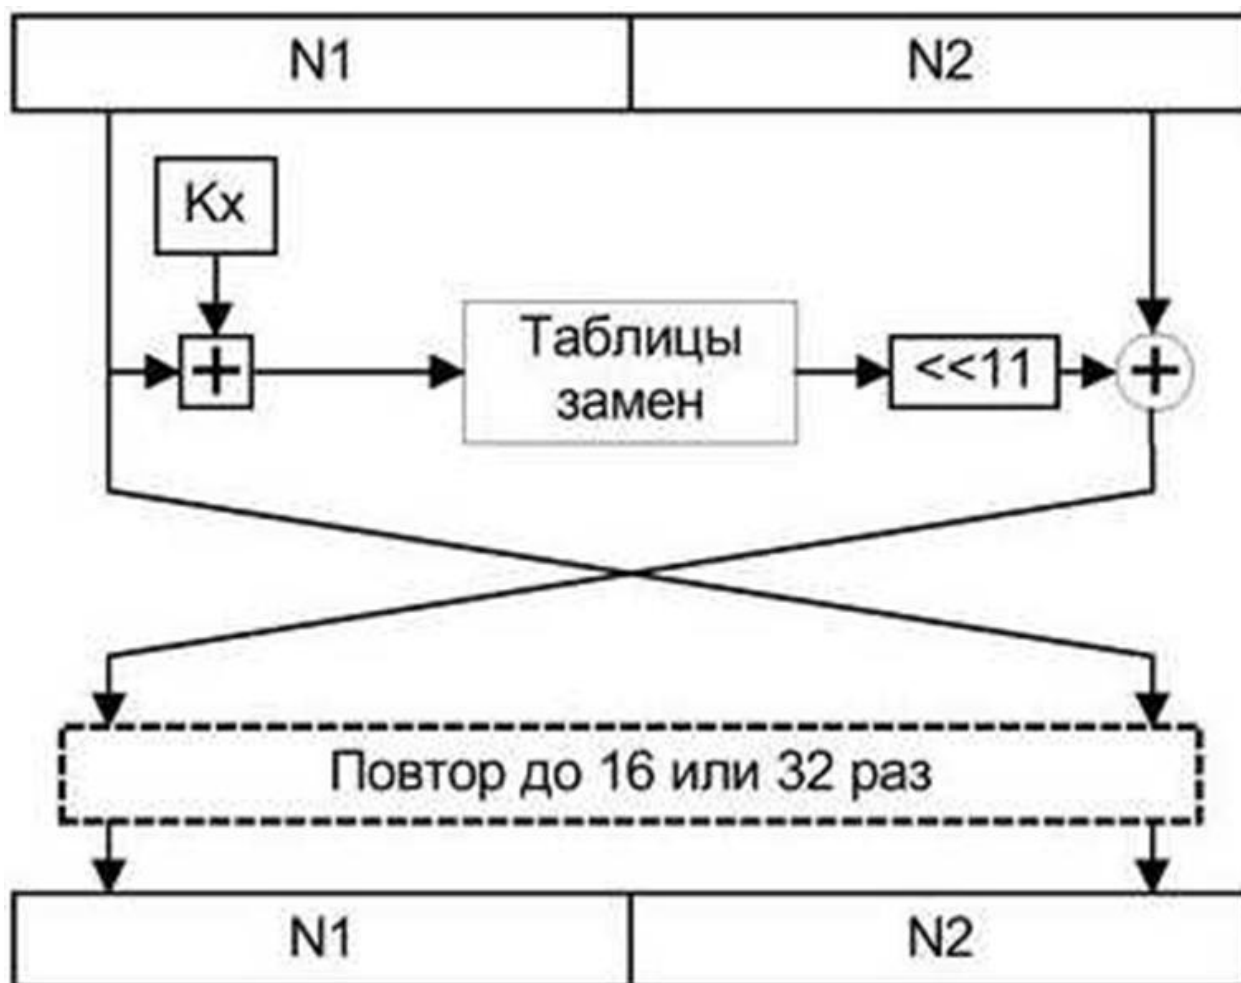 N1
N2
Kx
+
Таблицы
замен
<<11
+
Повтор до 16 или 32 раз
N1
N2